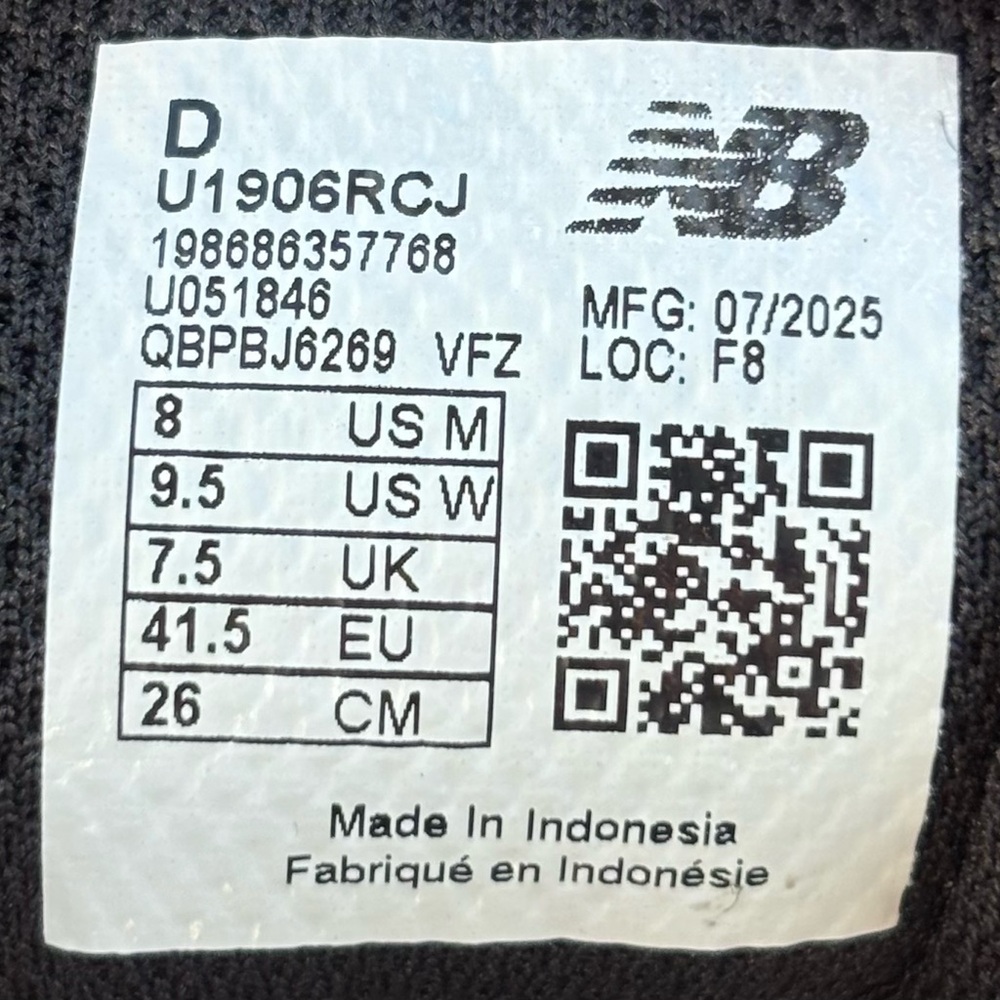 D
U1906RCJ
198686357768
U051846
QBPBJ6269 VFZ
NB
MFG: 07/2025
LOC: F8
8 US M
9.5 US W
7.5 UK
41.5 EU
26 CM
Made In Indonesia
Fabriqué en Indonésie